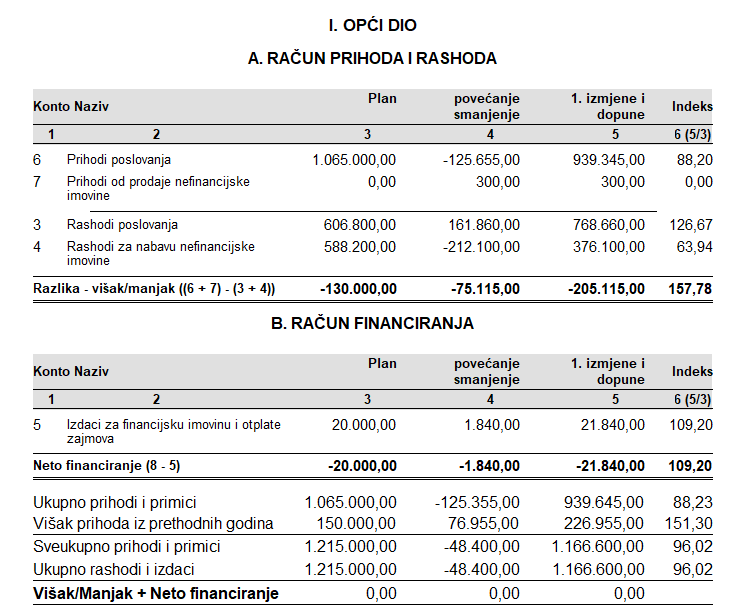 I. OPĆI DIO
A. RAČUN PRIHODA I RASHODA
Konto Naziv Plan povećanje smanjenje 1. izmjene i dopune Indeks
1 2 3 4 5 6 (5/3)
6 Prihodi poslovanja 1.065.000,00 -125.655,00 939.345,00 88,20
7 Prihodi od prodaje nefinancijske 0,00 300,00 300,00 0,00
imovine
3 Rashodi poslovanja 606.800,00 161.860,00 768.660,00 126,67
4 Rashodi za nabavu nefinancijske 588.200,00 -212.100,00 376.100,00 63,94
imovine
Razlika - višak/manjak ((6 + 7) - (3 + 4)) -130.000,00 -75.115,00 -205.115,00 157,78
B. RAČUN FINANCIRANJA
Konto Naziv Plan povećanje smanjenje 1. izmjene i dopune Indeks
1 2 3 4 5 6 (5/3)
5 Izdaci za financijsku imovinu i otplate 20.000,00 1.840,00 21.840,00 109,20
zajmova
Neto financiranje (8 - 5) -20.000,00 -1.840,00 -21.840,00 109,20
Ukupno prihodi i primici 1.065.000,00 -125.355,00 939.645,00 88,23
Višak prihoda iz prethodnih godina 150.000,00 76.955,00 226.955,00 151,30
Sveukupno prihodi i primici 1.215.000,00 -48.400,00 1.166.600,00 96,02
Ukupno rashodi i izdaci 1.215.000,00 -48.400,00 1.166.600,00 96,02
Višak/Manjak + Neto financiranje 0,00 0,00 0,00